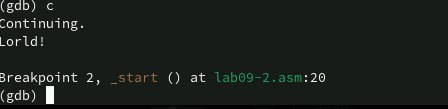 (gdb) c
Continuing.
Lorld!
Breakpoint 2, _start () at lab09-2.asm:20
(gdb)